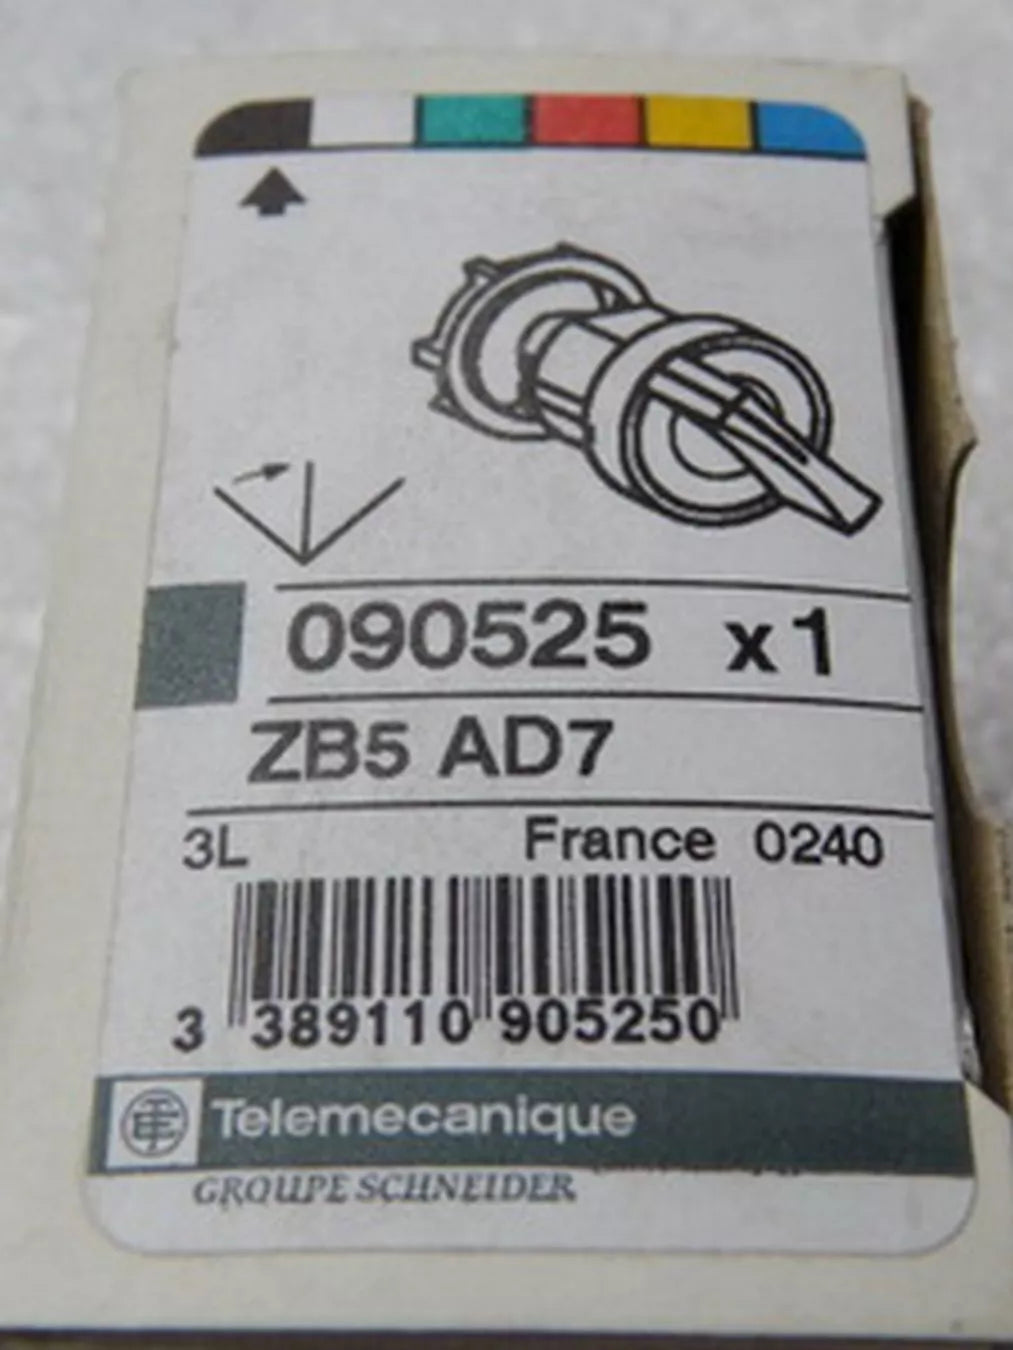 090525 x1
ZB5 AD7
3L France 0240
3 389110 905250
Telemecanique
GROUPE SCHNEIDER